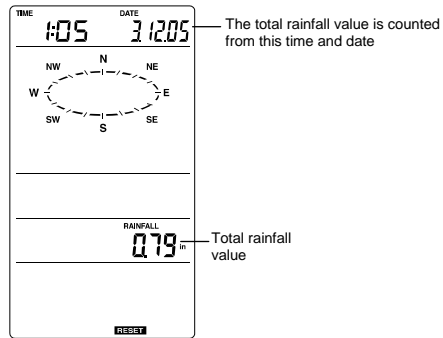 TIME DATE
1:05 3.12.05
The total rainfall value is counted
from this time and date
N
NW NE
W E
SW SE
S
RAINFALL
0.79 in
Total rainfall
value
RESET